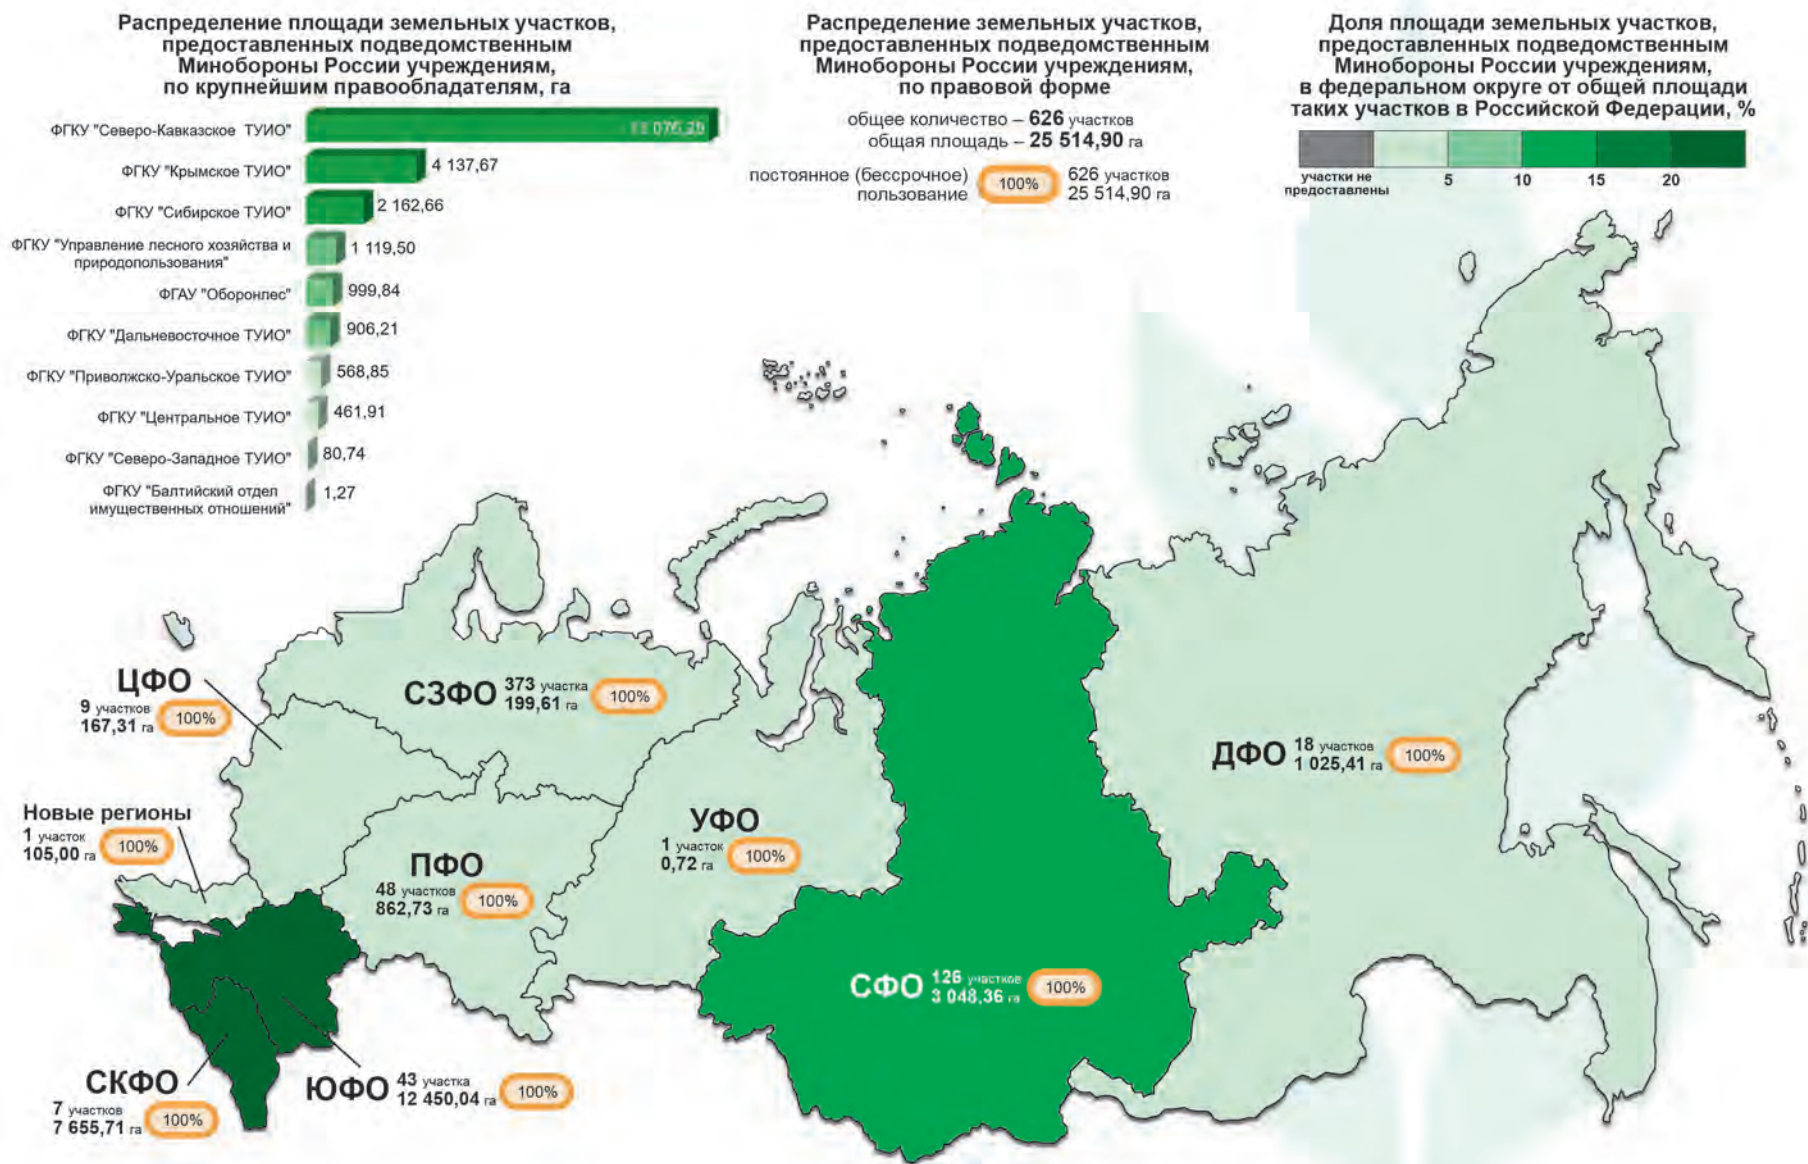 Распределение площади земельных участков,
предоставленных подведомственным
Минобороны России учреждениям,
по крупнейшим правообладателям, га
ФГКУ "Северо-Кавказское ТУИО"
15 076,25
ФГКУ "Крымское ТУИО"
4 137,67
ФГКУ "Сибирское ТУИО"
2 162,66
ФГКУ "Управление лесного хозяйства и
природопользования"
1 119,50
ФГАУ "Оборонлес"
999,84
ФГКУ "Дальневосточное ТУИО"
906,21
ФГКУ "Приволжско-Уральское ТУИО"
568,85
ФГКУ "Центральное ТУИО"
461,91
ФГКУ "Северо-Западное ТУИО"
80,74
ФГКУ "Балтийский отдел
имущественных отношений"
1,27
Распределение земельных участков,
предоставленных подведомственным
Минобороны России учреждениям,
по правовой форме
общее количество – 626 участков
общая площадь – 25 514,90 га
постоянное (бессрочное)
пользование
100%
626 участков
25 514,90 га
Доля площади земельных участков,
предоставленных подведомственным
Минобороны России учреждениям,
в федеральном округе от общей площади
таких участков в Российской Федерации, %
участки не
предоставлены
5
10
15
20
ЦФО
9 участков
167,31 га
100%
СЗФО
373 участка
199,61 га
100%
ДФО
18 участков
1 025,41 га
100%
Новые регионы
1 участок
105,00 га
100%
УФО
1 участок
0,72 га
100%
ПФО
48 участков
862,73 га
100%
СФО
126 участков
3 048,36 га
100%
СКФО
7 участков
7 655,71 га
100%
ЮФО
43 участка
12 450,04 га
100%